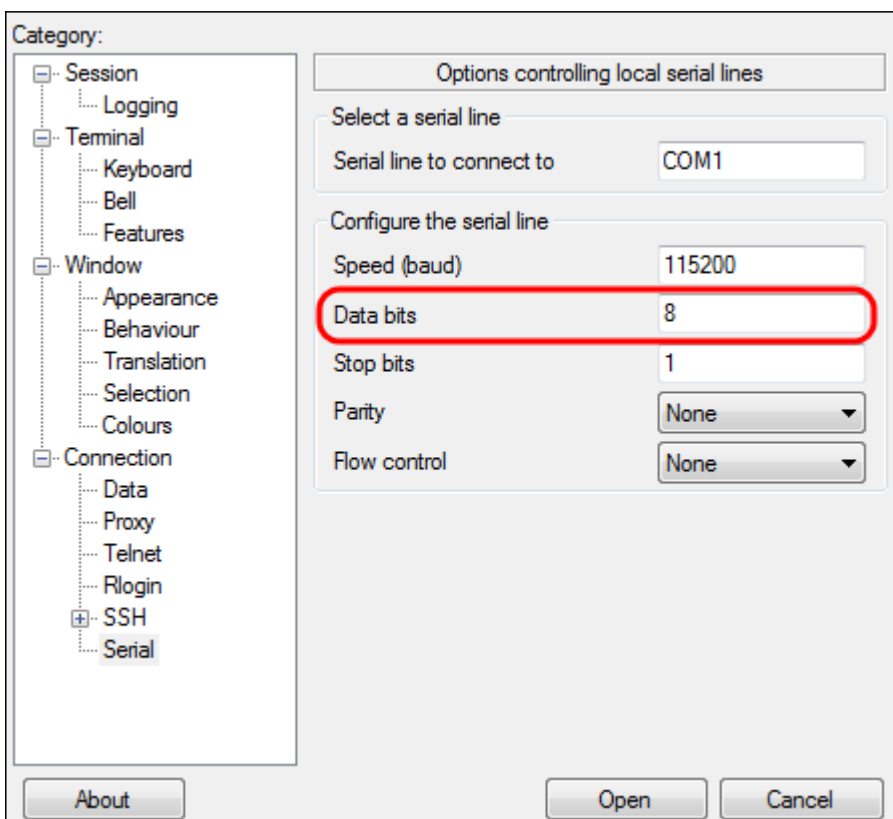 Category:
Session
Logging
Terminal
Keyboard
Bell
Features
Window
Appearance
Behaviour
Translation
Selection
Colours
Connection
Data
Proxy
Telnet
Rlogin
SSH
Serial
Options controlling local serial lines
Select a serial line
Serial line to connect to COM1
Configure the serial line
Speed (baud) 115200
Data bits 8
Stop bits 1
Parity None
Flow control None
About Open Cancel